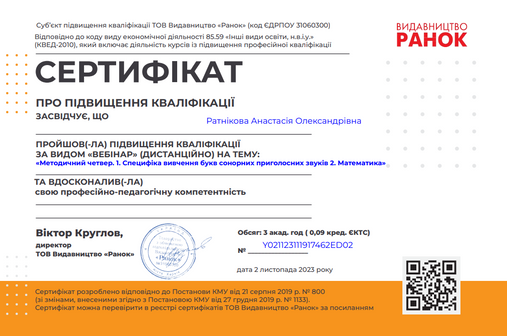 Суб'єкт підвищення кваліфікації ТОВ Видавництво «Ранок» (код ЄДРПОУ 31060300)
Відповідно до коду виду економічної діяльності 85.59 «Інші види освіти, н.в.і.у.»
(КВЕД-2010), який включає діяльність курсів із підвищення професійної кваліфікації
ВИДАВНИЦТВО
РАНОК
СЕРТИФІКАТ
ПРО ПІДВИЩЕННЯ КВАЛІФІКАЦІЇ
ЗАСВІДЧУЄ, ЩО
Ратнікова Анастасія Олександрівна
ПРОЙШОВ(-ЛА) ПІДВИЩЕННЯ КВАЛІФІКАЦІЇ
ЗА ВИДОМ «ВЕБІНАР» (ДИСТАНЦІЙНО) НА ТЕМУ:
«Методичний четвер. 1. Специфіка вивчення букв сонорних приголосних звуків 2. Математика»
ТА ВДОСКОНАЛИВ(-ЛА)
свою професійно-педагогічну компетентність
Віктор Круглов,
директор
ТОВ Видавництво «Ранок»
Обсяг: 3 акад. год ( 0,09 кред. ЄКТС)
№ Y021123111917462ED02
дата 2 листопада 2023 року
Сертифікат розроблено відповідно до Постанови КМУ від 21 серпня 2019 р. № 800
(зі змінами, внесеними згідно з Постановою КМУ від 27 грудня 2019 р. № 1133).
Сертифікат можна перевірити в реєстрі сертифікатів ТОВ Видавництво «Ранок» за посиланням